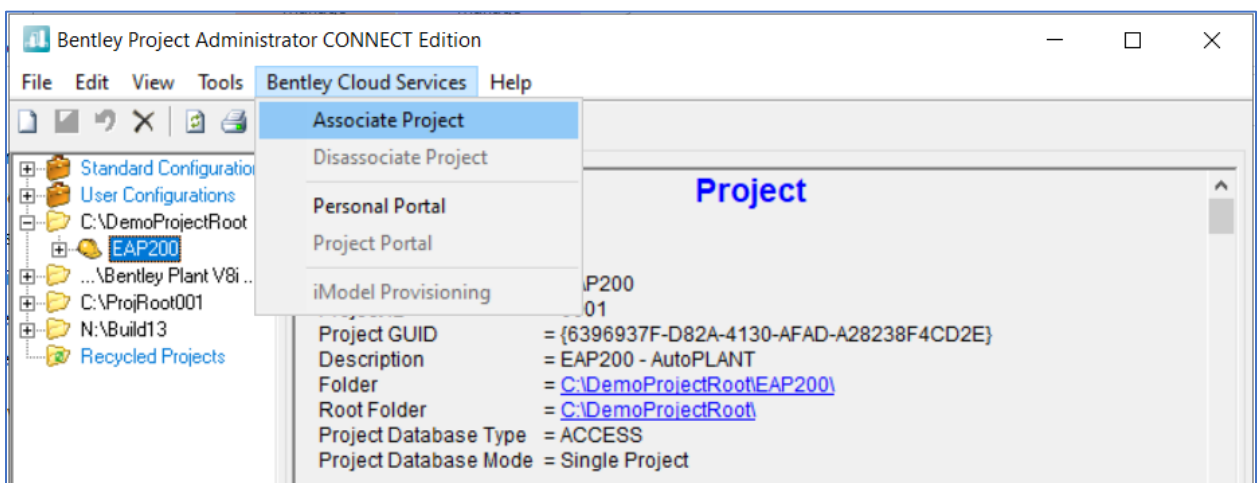 Bentley Project Administrator CONNECT Edition
File Edit View Tools Bentley Cloud Services Help
Associate Project
Disassociate Project
Personal Portal
Project Portal
iModel Provisioning
Standard Configuration
User Configurations
C:\DemoProjectRoot
EAP200
...\Bentley Plant V8i ...
C:\ProjRoot001
N:\Build13
Recycled Projects
Project
Project GUID = {6396937F-D82A-4130-AFAD-A28238F4CD2E}
Description = EAP200 - AutoPLANT
Folder = C:\DemoProjectRoot\EAP200\
Root Folder = C:\DemoProjectRoot\
Project Database Type = ACCESS
Project Database Mode = Single Project